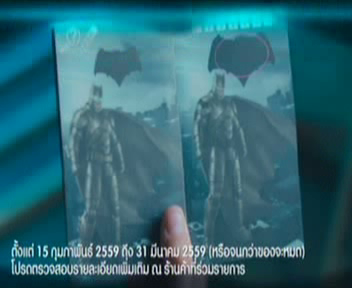 ตั้งแต่ 15 กุมภาพันธ์ 2559 ถึง 31 มีนาคม 2559 (หรือจนกว่าของจะหมด)
โปรดตรวจสอบรายละเอียดเพิ่มเติม ณ ร้านค้าที่ร่วมรายการ